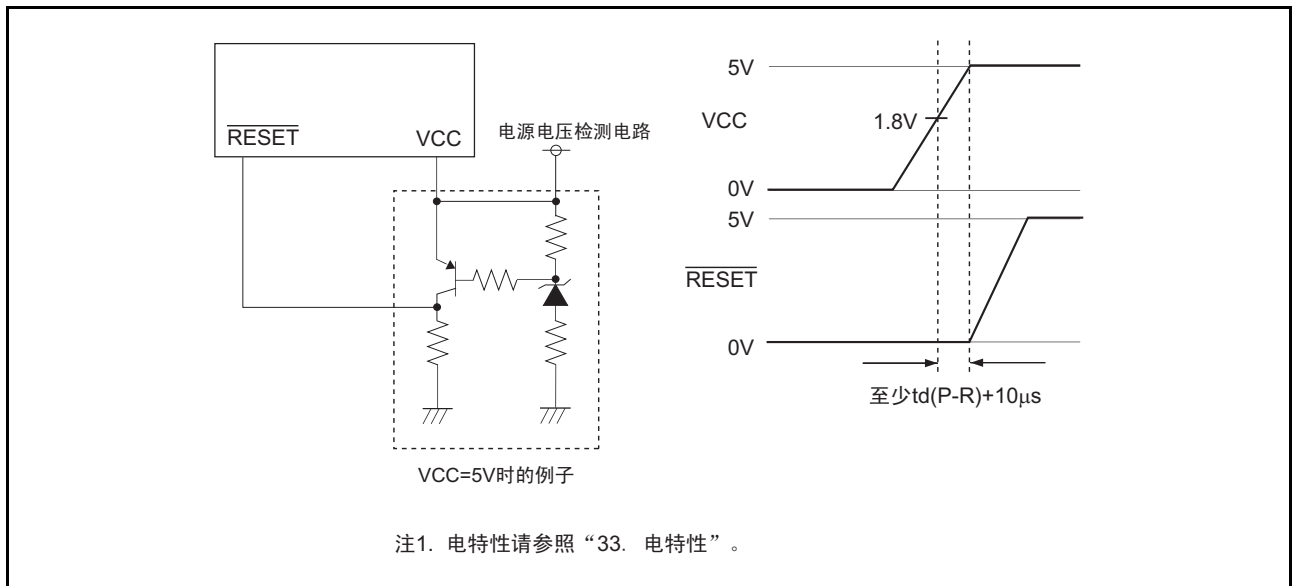 RESET
VCC
电源电压检测电路
VCC=5V时的例子
5V
VCC
1.8V
0V
5V
RESET
0V
至少td(P-R)+10μs
注1. 电特性请参照“33. 电特性”。